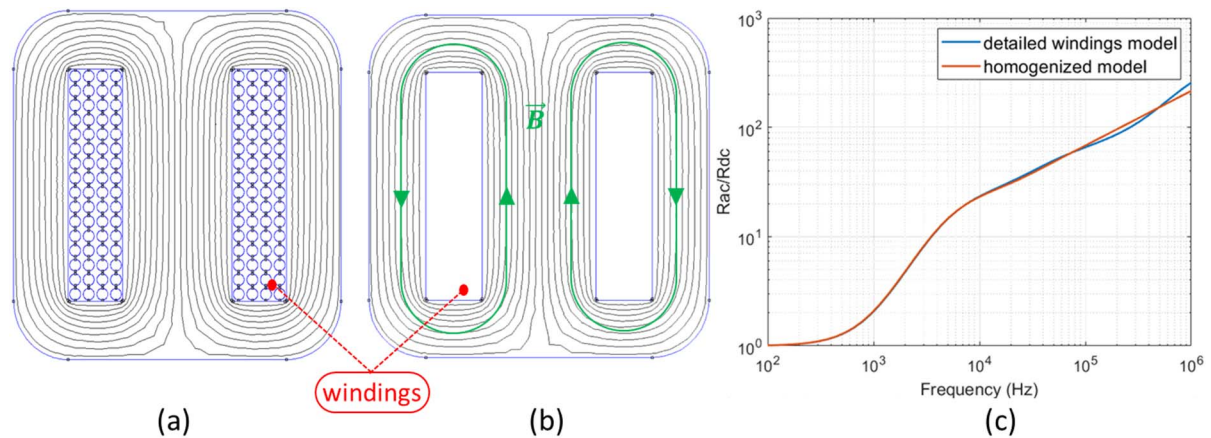 B
windings
(a)
(b)
detailed windings model
homogenized model
Rac/Rdc
10^3
10^2
10^1
10^0
10^2
10^3
10^4
10^5
10^6
Frequency (Hz)
(c)